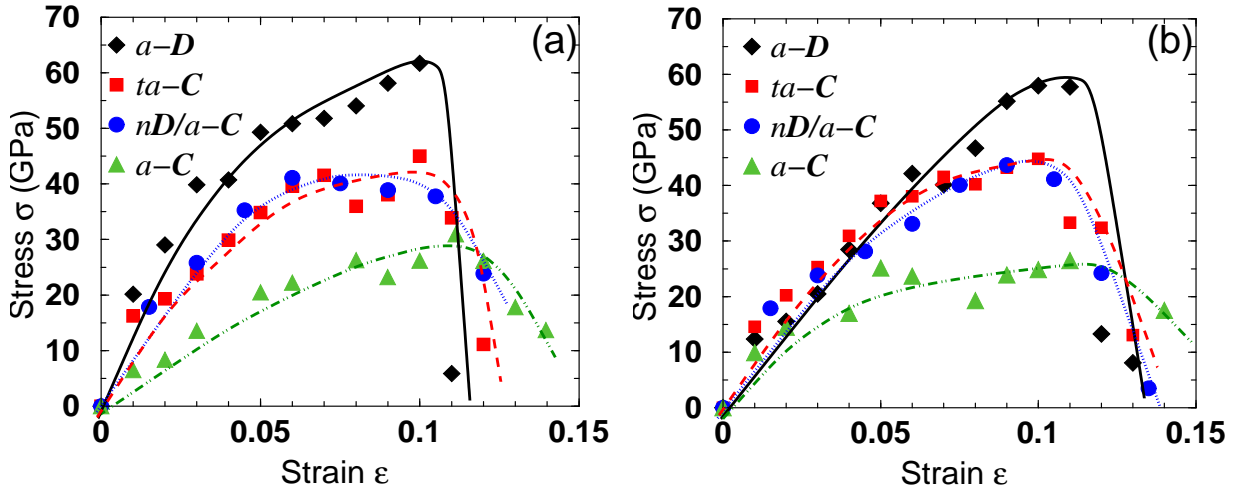 70
60
50
40
30
20
10
0
Stress σ (GPa)
(a)
a–D
ta–C
nD/a–C
a–C
0
0.05
0.1
0.15
Strain ε
70
60
50
40
30
20
10
0
Stress σ (GPa)
(b)
a–D
ta–C
nD/a–C
a–C
0
0.05
0.1
0.15
Strain ε